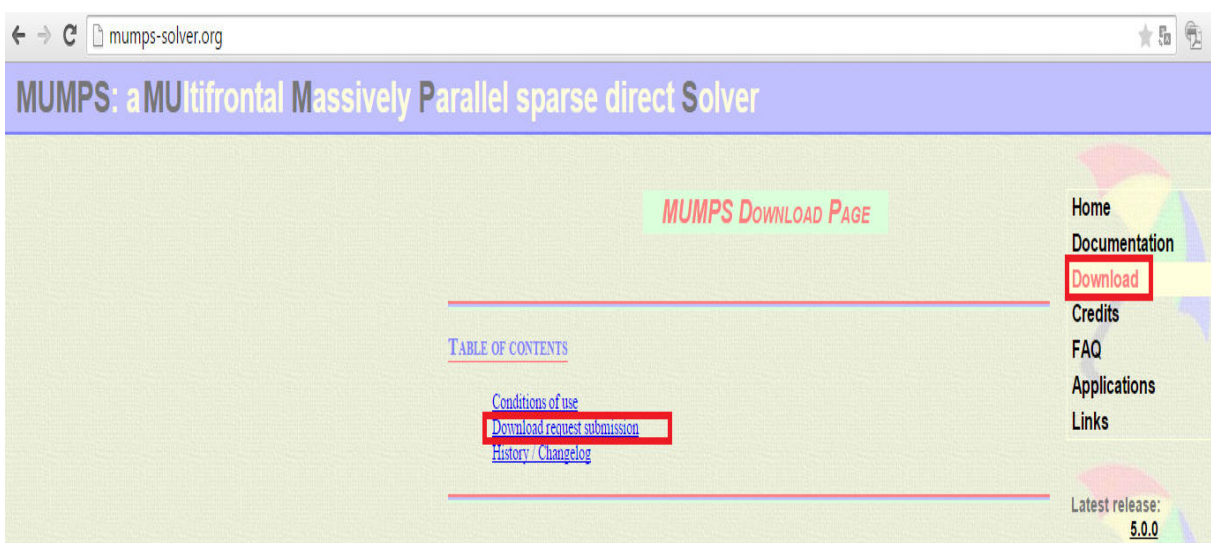 mumps-solver.org
MUMPS: a MUltifrontal Massively Parallel sparse direct Solver
MUMPS DOWNLOAD PAGE
Home
Documentation
Download
Credits
FAQ
Applications
Links
TABLE OF CONTENTS
Conditions of use
Download request submission
History / Changelog
Latest release:
5.0.0